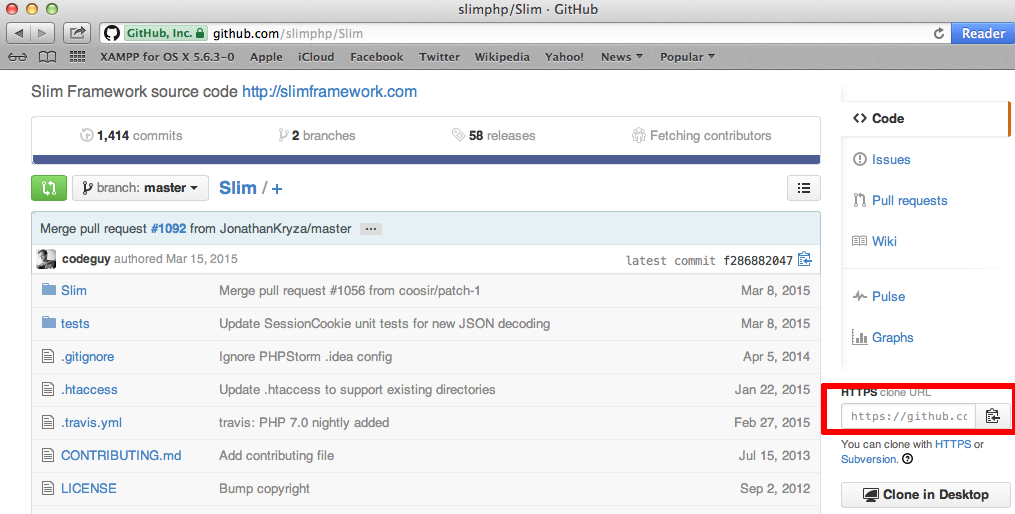 slimphp/Slim - GitHub
GitHub, Inc. github.com/slimphp/Slim Reader
XAMPP for OS X 5.6.3-0 Apple iCloud Facebook Twitter Wikipedia Yahoo! News Popular
Slim Framework source code http://slimframework.com
1,414 commits 2 branches 58 releases Fetching contributors
branch: master Slim / +
Merge pull request #1092 from JonathanKryza/master ...
codeguy authored Mar 15, 2015 latest commit f286882047
Slim Merge pull request #1056 from coosir/patch-1 Mar 8, 2015
tests Update SessionCookie unit tests for new JSON decoding Mar 8, 2015
.gitignore Ignore PHPStorm .idea config Apr 5, 2014
.htaccess Update .htaccess to support existing directories Jan 22, 2015
.travis.yml travis: PHP 7.0 nightly added Feb 27, 2015
CONTRIBUTING.md Add contributing file Jul 15, 2013
LICENSE Bump copyright Sep 2, 2012
<> Code
Issues
Pull requests
Wiki
Pulse
Graphs
HTTPS clone URL
https://github.cc
You can clone with HTTPS or
Subversion. ?
Clone in Desktop